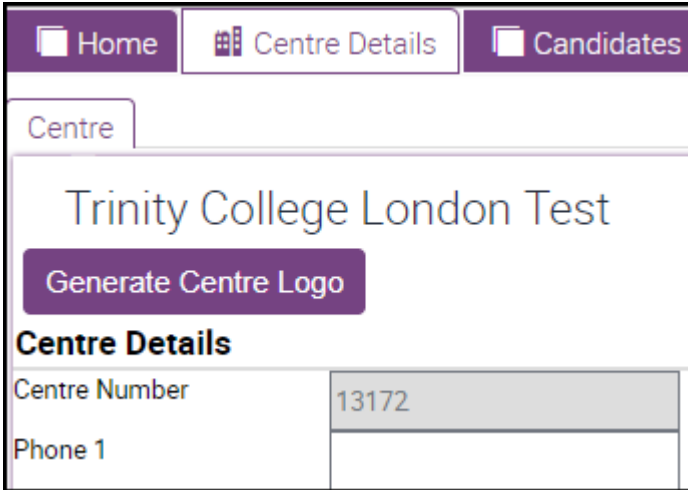 Home Centre Details Candidates
Centre
Trinity College London Test
Generate Centre Logo
Centre Details
Centre Number 13172
Phone 1